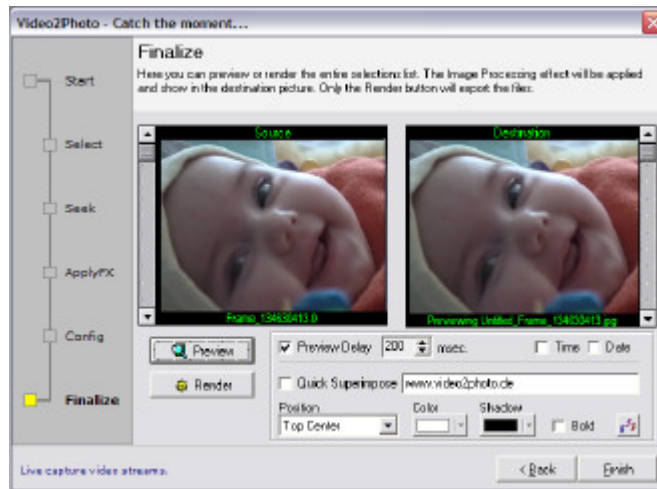 Video2Photo - Catch the moment...
Finalize
Here you can preview or render the entire selections list. The Image Processing effect will be applied
and show in the destination picture. Only the Render button will export the files.
Start
Select
Seek
ApplyFX
Config
Finalize
Source
Destination
Frame_134630413.0
Prevewing Untitled_Frame_134630413.jpg
Preview
Render
Preview Delay 200 msec. Time Date
Quick Superimpose www.video2photo.de
Position Color Shadow
Top Center Bold
Live capture video streams.
< Back Finish